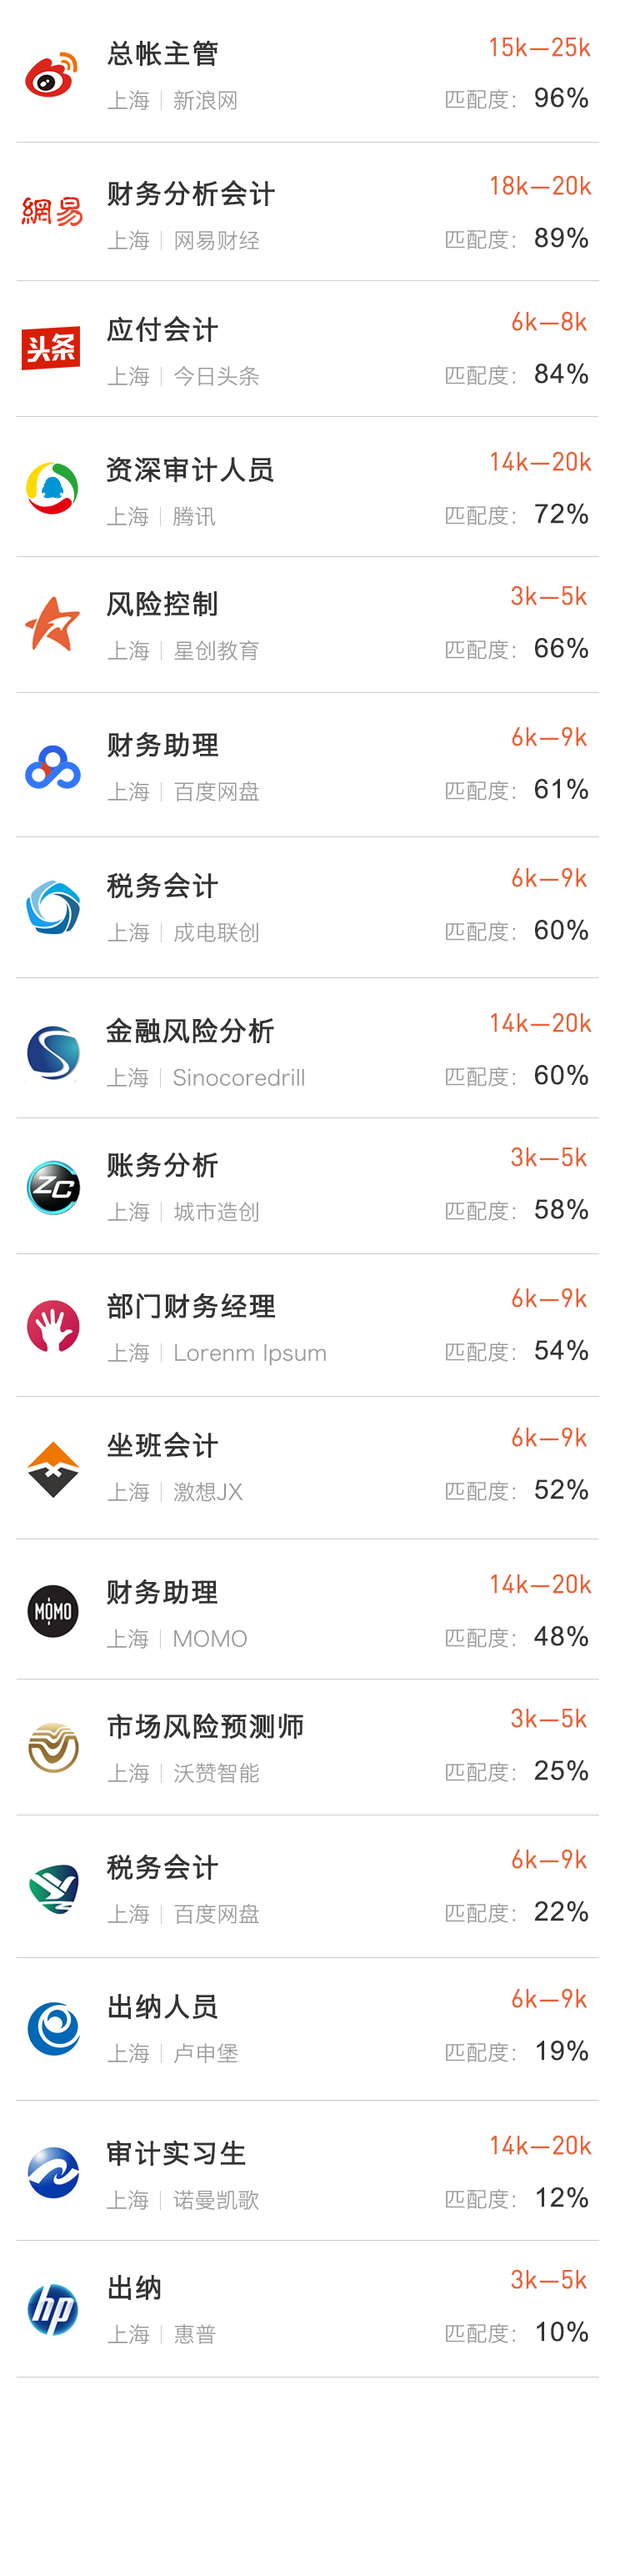 总帐主管
15k—25k
上海 | 新浪网
匹配度： 96%
網易
财务分析会计
18k—20k
上海 | 网易财经
匹配度： 89%
头条
应付会计
6k—8k
上海 | 今日头条
匹配度： 84%
资深审计人员
14k—20k
上海 | 腾讯
匹配度： 72%
风险控制
3k—5k
上海 | 星创教育
匹配度： 66%
财务助理
6k—9k
上海 | 百度网盘
匹配度： 61%
税务会计
6k—9k
上海 | 成电联创
匹配度： 60%
金融风险分析
14k—20k
上海 | Sinocoredrill
匹配度： 60%
ZC
账务分析
3k—5k
上海 | 城市造创
匹配度： 58%
部门财务经理
6k—9k
上海 | Lorenm Ipsum
匹配度： 54%
坐班会计
6k—9k
上海 | 激想JX
匹配度： 52%
MOMO
财务助理
14k—20k
上海 | MOMO
匹配度： 48%
市场风险预测师
3k—5k
上海 | 沃赞智能
匹配度： 25%
税务会计
6k—9k
上海 | 百度网盘
匹配度： 22%
出纳人员
6k—9k
上海 | 卢申堡
匹配度： 19%
审计实习生
14k—20k
上海 | 诺曼凯歌
匹配度： 12%
hp
出纳
3k—5k
上海 | 惠普
匹配度： 10%